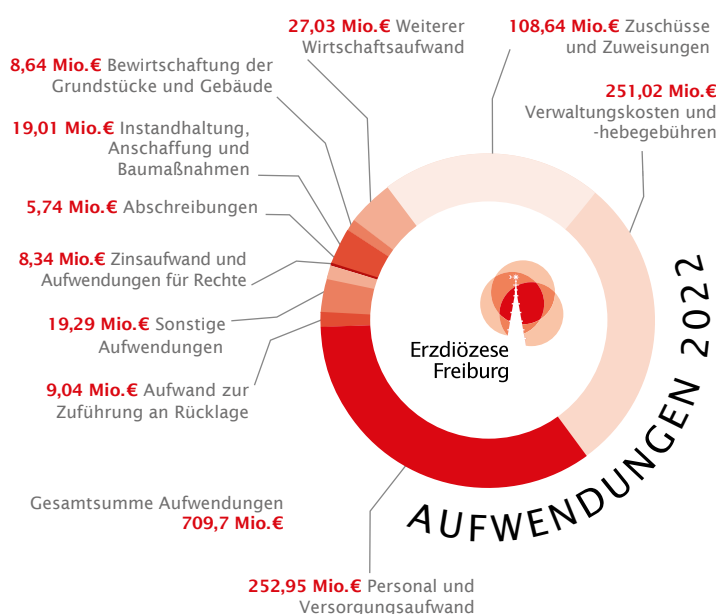 27,03 Mio.€ Weiterer
Wirtschaftsaufwand
108,64 Mio.€ Zuschüsse
und Zuweisungen
8,64 Mio.€ Bewirtschaftung der
Grundstücke und Gebäude
251,02 Mio.€
Verwaltungskosten und
-hebegebühren
19,01 Mio.€ Instandhaltung,
Anschaffung und
Baumaßnahmen
5,74 Mio.€ Abschreibungen
8,34 Mio.€ Zinsaufwand und
Aufwendungen für Rechte
19,29 Mio.€ Sonstige
Aufwendungen
9,04 Mio.€ Aufwand zur
Zuführung an Rücklage
Erzdiözese
Freiburg
AUFWENDUNGEN 2022
Gesamtsumme Aufwendungen
709,7 Mio.€
252,95 Mio.€ Personal und
Versorgungsaufwand